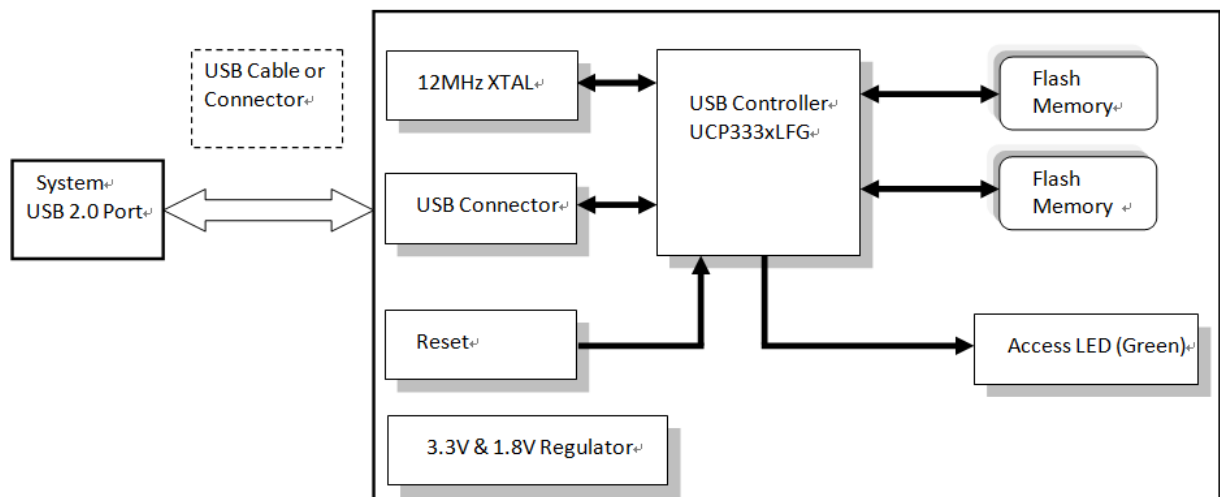 USB Cable or
Connector
System
USB 2.0 Port
12MHz XTAL
USB Connector
Reset
3.3V & 1.8V Regulator
USB Controller
UCP333xLFG
Flash
Memory
Flash
Memory
Access LED (Green)